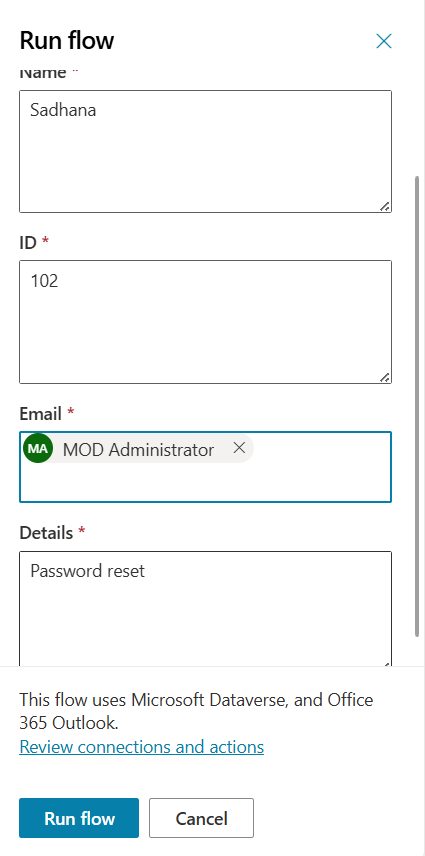 Run flow
Name *
Sadhana
ID *
102
Email *
MA MOD Administrator
Details *
Password reset
This flow uses Microsoft Dataverse, and Office
365 Outlook.
Review connections and actions
Run flow Cancel